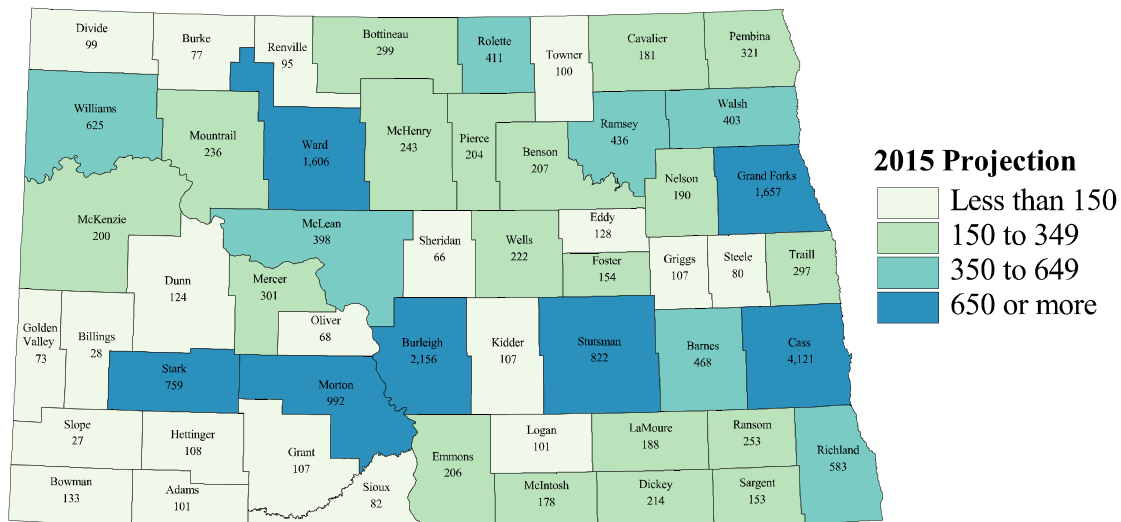 Divide
99
Burke
77
Renville
95
Bottineau
299
Rolette
411
Towner
100
Cavalier
181
Pembina
321
Williams
625
Mountrail
236
Ward
1,606
McHenry
243
Pierce
204
Benson
207
Ramsey
436
Walsh
403
Nelson
190
Grand Forks
1,657
McKenzie
200
McLean
398
Sheridan
66
Wells
222
Eddy
128
Foster
154
Griggs
107
Steele
80
Traill
297
Dunn
124
Mercer
301
Oliver
68
Golden
Valley
73
Billings
28
Stark
759
Morton
992
Burleigh
2,156
Kidder
107
Stutsman
822
Barnes
468
Cass
4,121
Slope
27
Hettinger
108
Grant
107
Emmons
206
Logan
101
LaMoure
188
Ransom
253
Richland
583
Bowman
133
Adams
101
Sioux
82
McIntosh
178
Dickey
214
Sargent
153
2015 Projection
Less than 150
150 to 349
350 to 649
650 or more